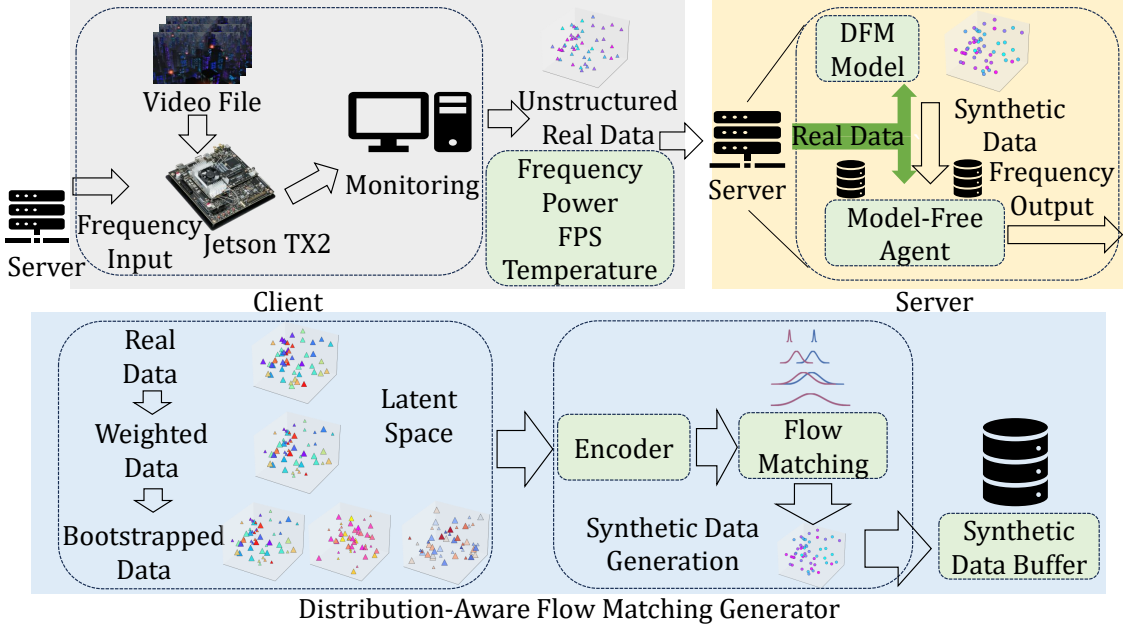 Video File
Server
Frequency
Input
Jetson TX2
Monitoring
Unstructured
Real Data
Frequency
Power
FPS
Temperature
Client
Server
DFM
Model
Real Data
Synthetic
Data
Frequency
Output
Model-Free
Agent
Server
Real
Data
Weighted
Data
Bootstrapped
Data
Latent
Space
Encoder
Flow
Matching
Synthetic Data
Generation
Synthetic
Data Buffer
Distribution-Aware Flow Matching Generator